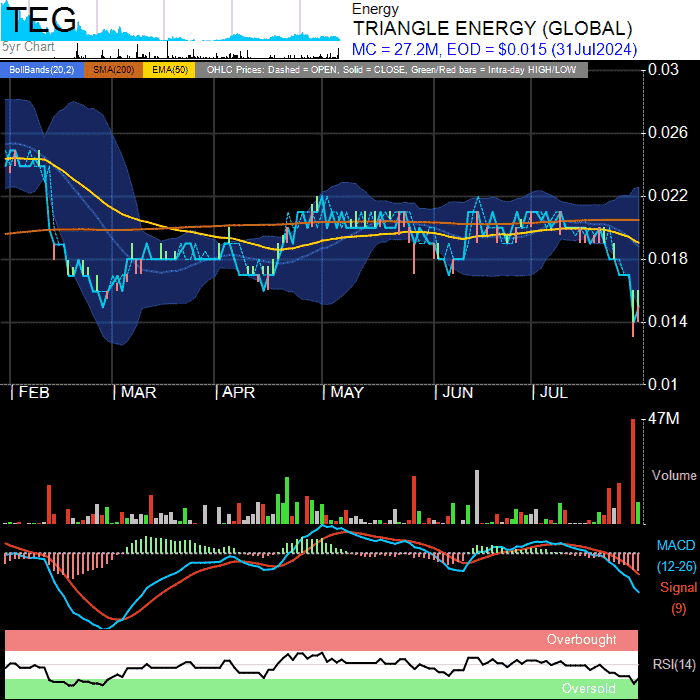 TEG
Energy
TRIANGLE ENERGY (GLOBAL)
MC = 27.2M, EOD = $0.015 (31Jul2024)
5yr Chart
BollBands(20,2) SMA(200) EMA(50) OHLC Prices: Dashed = OPEN, Solid = CLOSE, Green/Red bars = Intra-day HIGH/LOW
0.03
0.026
0.022
0.018
0.014
0.01
FEB MAR APR MAY JUN JUL
47M
Volume
MACD
(12-26)
Signal
(9)
Overbought
RSI(14)
Oversold